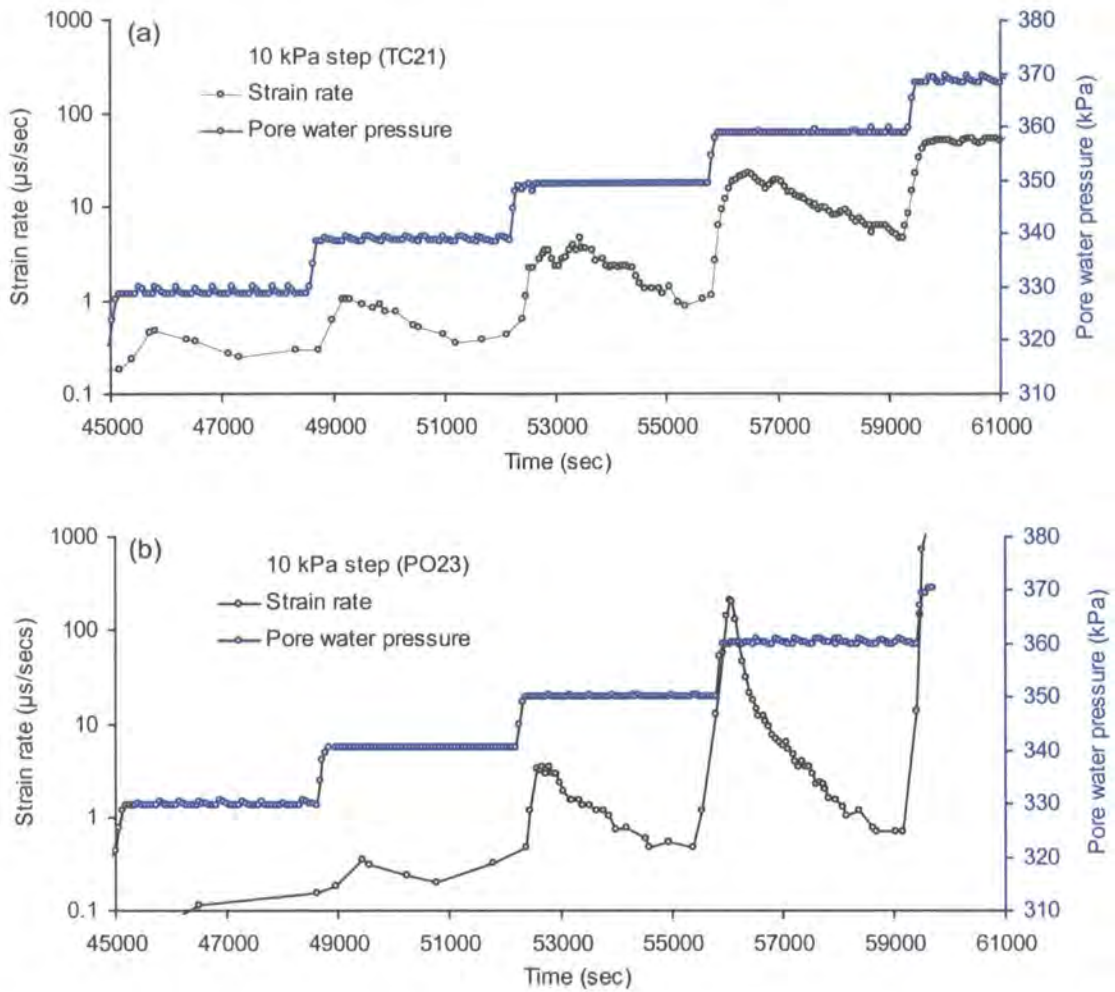 (a)
10 kPa step (TC21)
Strain rate
Pore water pressure
1000
100
10
1
0.1
Strain rate (µs/sec)
380
370
360
350
340
330
320
310
Pore water pressure (kPa)
45000 47000 49000 51000 53000 55000 57000 59000 61000
Time (sec)
(b)
10 kPa step (PO23)
Strain rate
Pore water pressure
1000
100
10
1
0.1
Strain rate (µs/secs)
380
370
360
350
340
330
320
310
Pore water pressure (kPa)
45000 47000 49000 51000 53000 55000 57000 59000 61000
Time (sec)